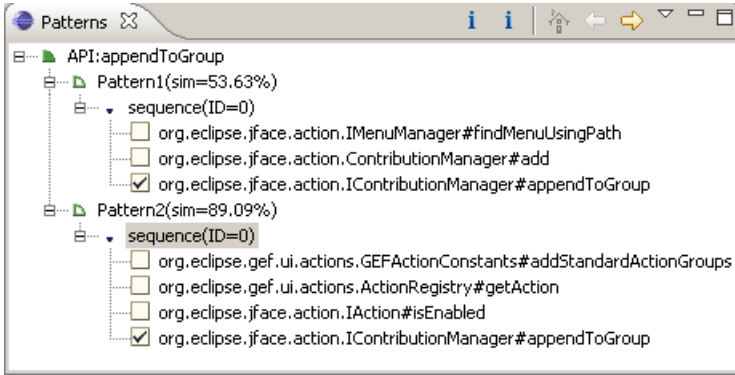 Patterns
API:appendToGroup
Pattern1(sim=53.63%)
sequence(ID=0)
org.eclipse.jface.action.IMenuManager#findMenuUsingPath
org.eclipse.jface.action.ContributionManager#add
org.eclipse.jface.action.IContributionManager#appendToGroup
Pattern2(sim=89.09%)
sequence(ID=0)
org.eclipse.gef.ui.actions.GEFActionConstants#addStandardActionGroups
org.eclipse.gef.ui.actions.ActionRegistry#getAction
org.eclipse.jface.action.IAction#isEnabled
org.eclipse.jface.action.IContributionManager#appendToGroup